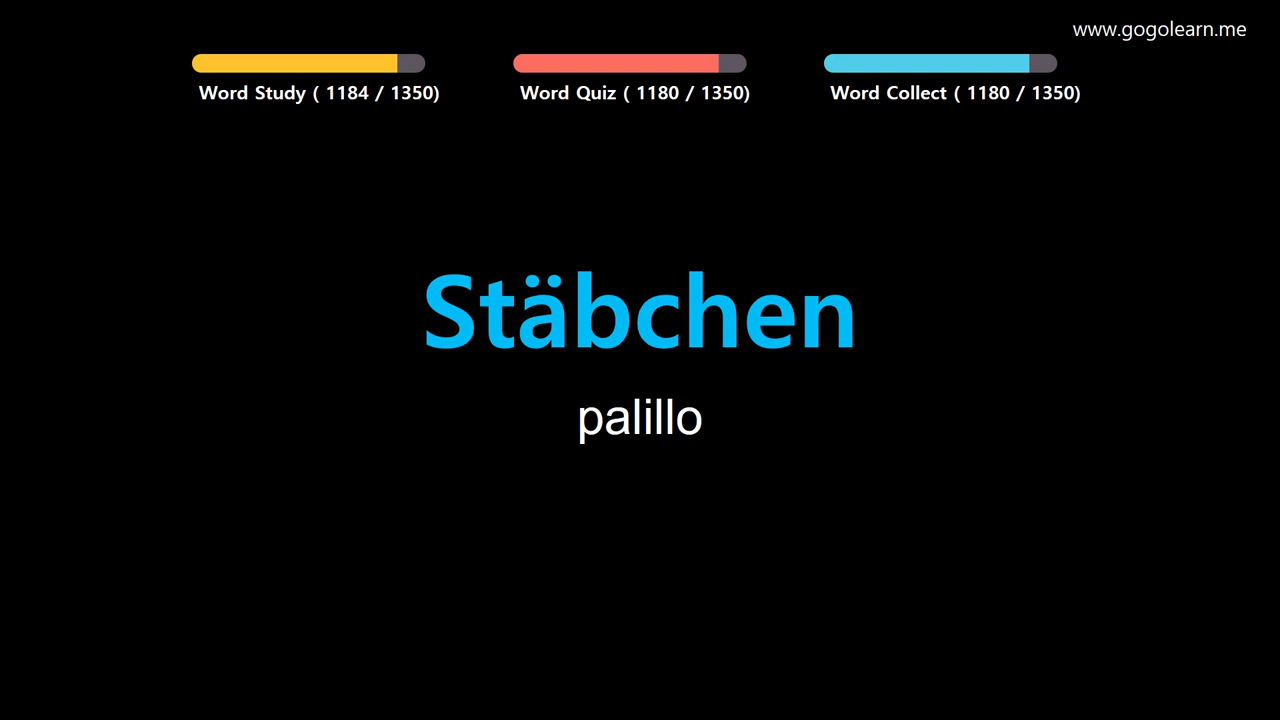 www.gogolearn.me
Word Study ( 1184 / 1350)
Word Quiz ( 1180 / 1350)
Word Collect ( 1180 / 1350)
Stäbchen
palillo